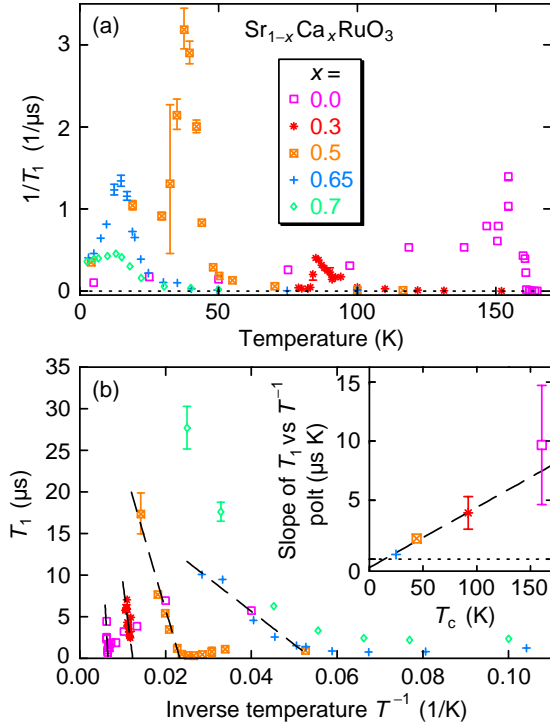 (a)
Sr1−xCaxRuO3
x =
0.0
0.3
0.5
0.65
0.7
1/T1 (1/μs)
3
2
1
0
0 50 100 150
Temperature (K)
(b)
T1 (μs)
35
30
25
20
15
10
5
0
0.00 0.02 0.04 0.06 0.08 0.10
Inverse temperature T−1 (1/K)
Slope of T1 vs T−1
polt (μs K)
15
10
5
0
0 50 100 150
Tc (K)